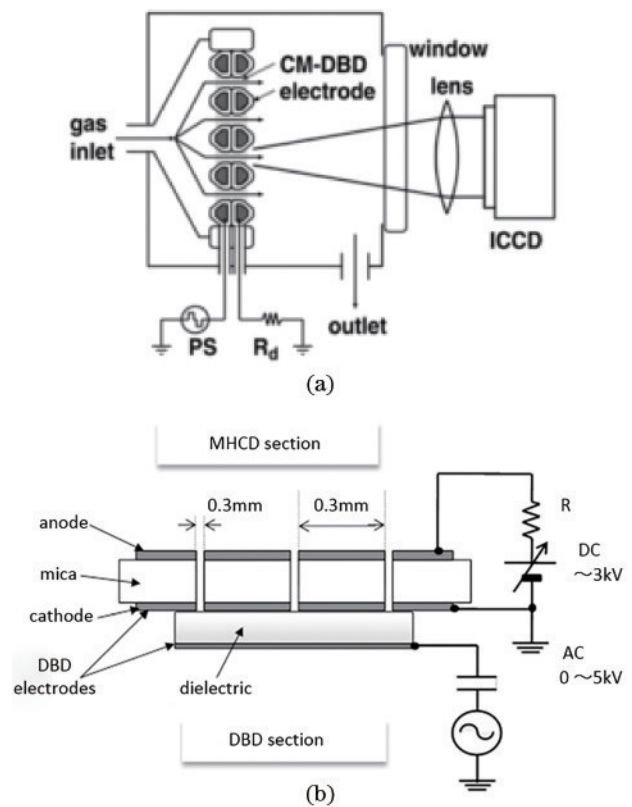 CM-DBD
electrode
window
lens
gas
inlet
ICCD
outlet
PS
Rd
(a)
MHCD section
0.3mm
0.3mm
anode
R
mica
DC
～3kV
cathode
DBD
electrodes
dielectric
AC
0 ～5kV
DBD section
(b)